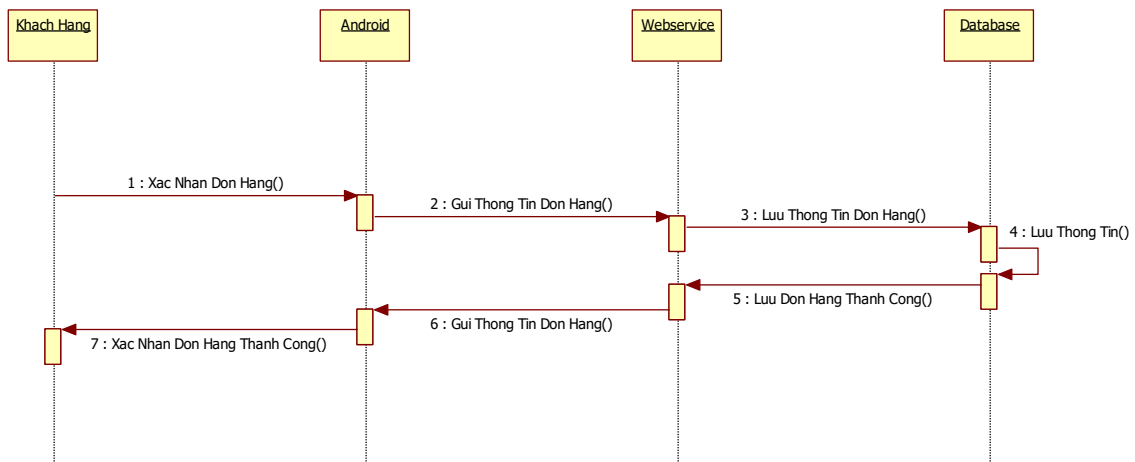 Khach Hang
Android
Webservice
Database
1 : Xac Nhan Don Hang()
2 : Gui Thong Tin Don Hang()
3 : Luu Thong Tin Don Hang()
4 : Luu Thong Tin()
5 : Luu Don Hang Thanh Cong()
6 : Gui Thong Tin Don Hang()
7 : Xac Nhan Don Hang Thanh Cong()